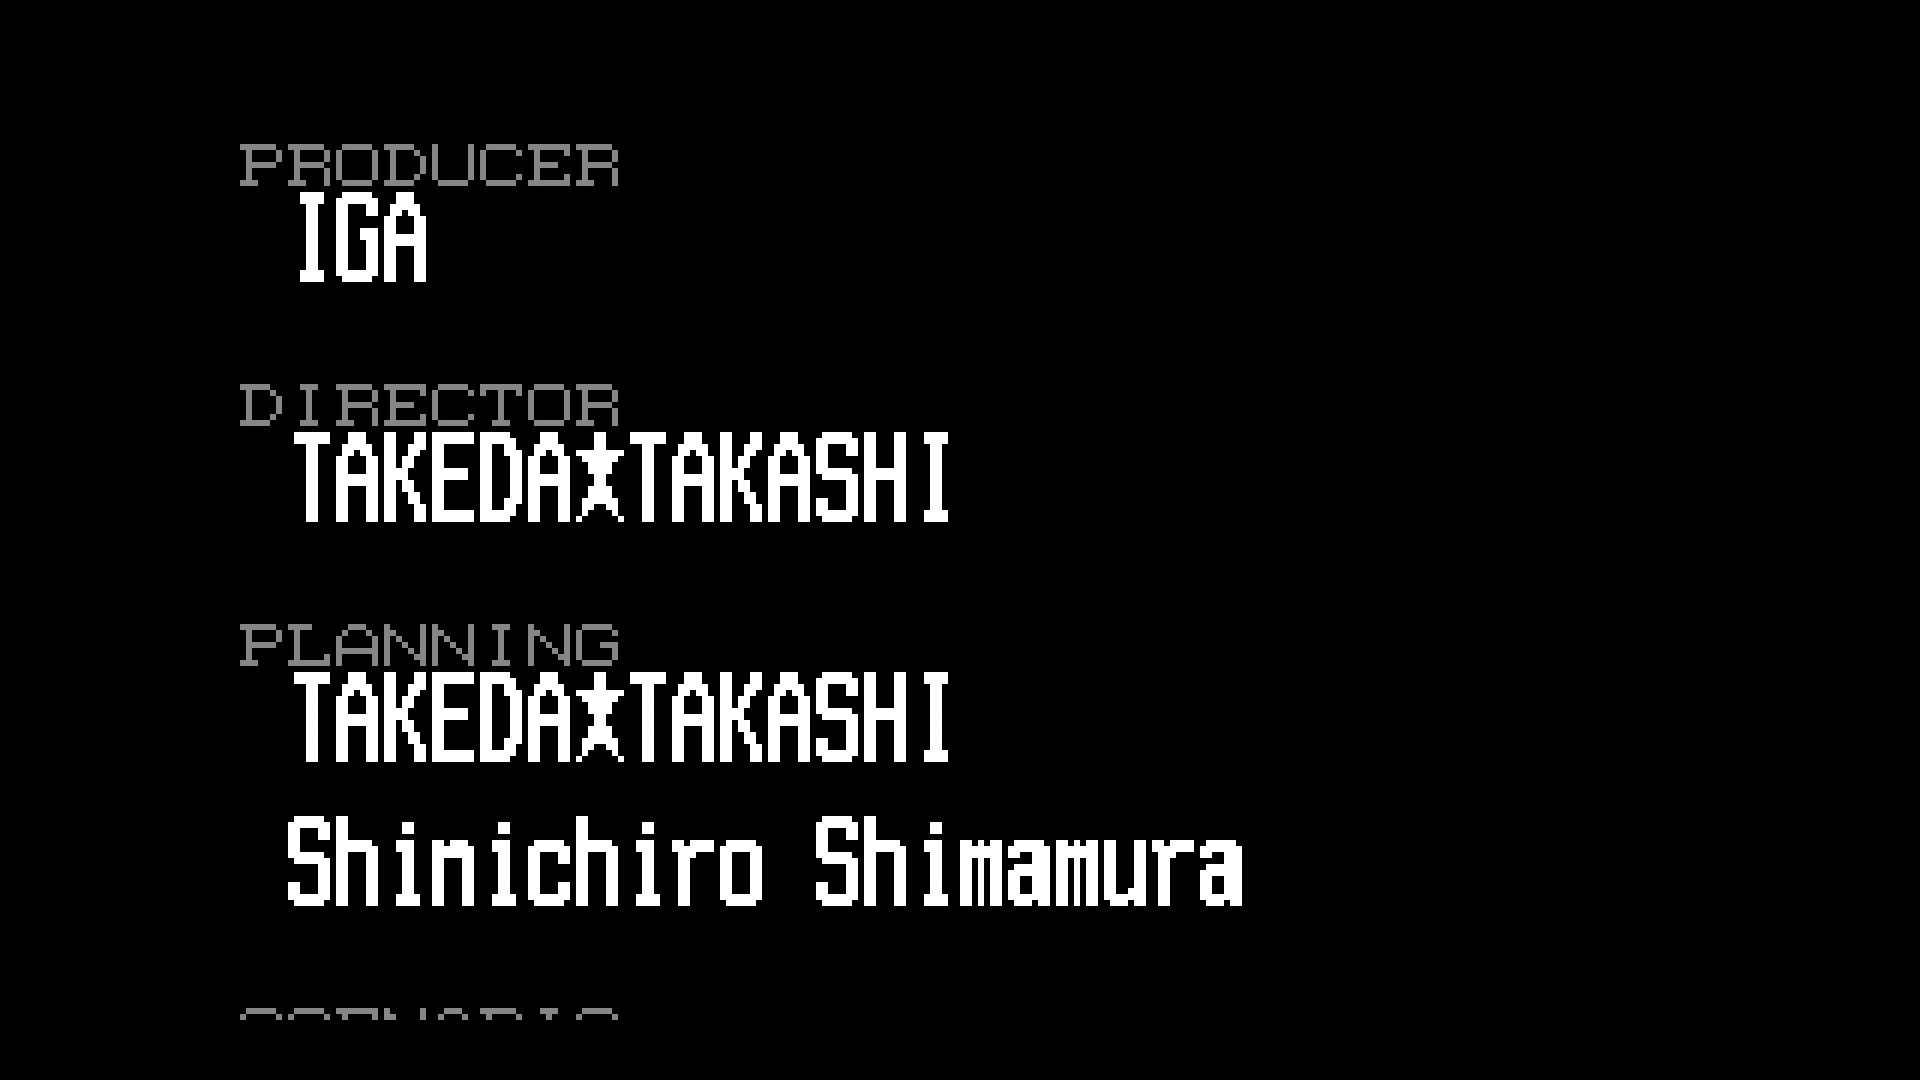 PRODUCER
IGA
DIRECTOR
TAKEDA★TAKASHI
PLANNING
TAKEDA★TAKASHI
Shinichiro Shimamura